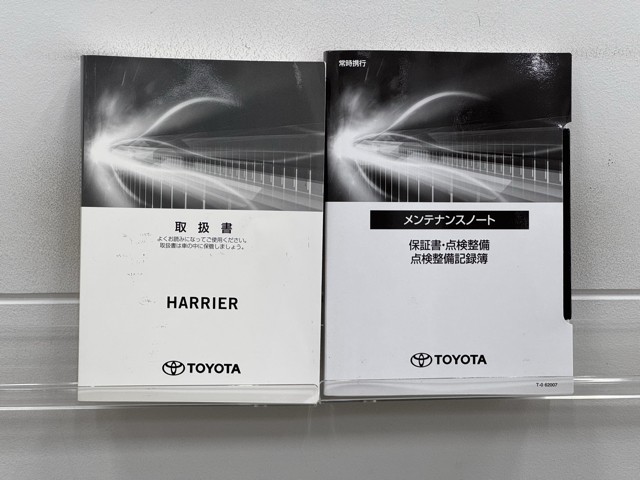 取扱書
よくお読みになってご使用ください。
取扱書は車の中に保管しましょう。
HARRIER
TOYOTA
常時携行
メンテナンスノート
保証書・点検整備
点検整備記録簿
TOYOTA